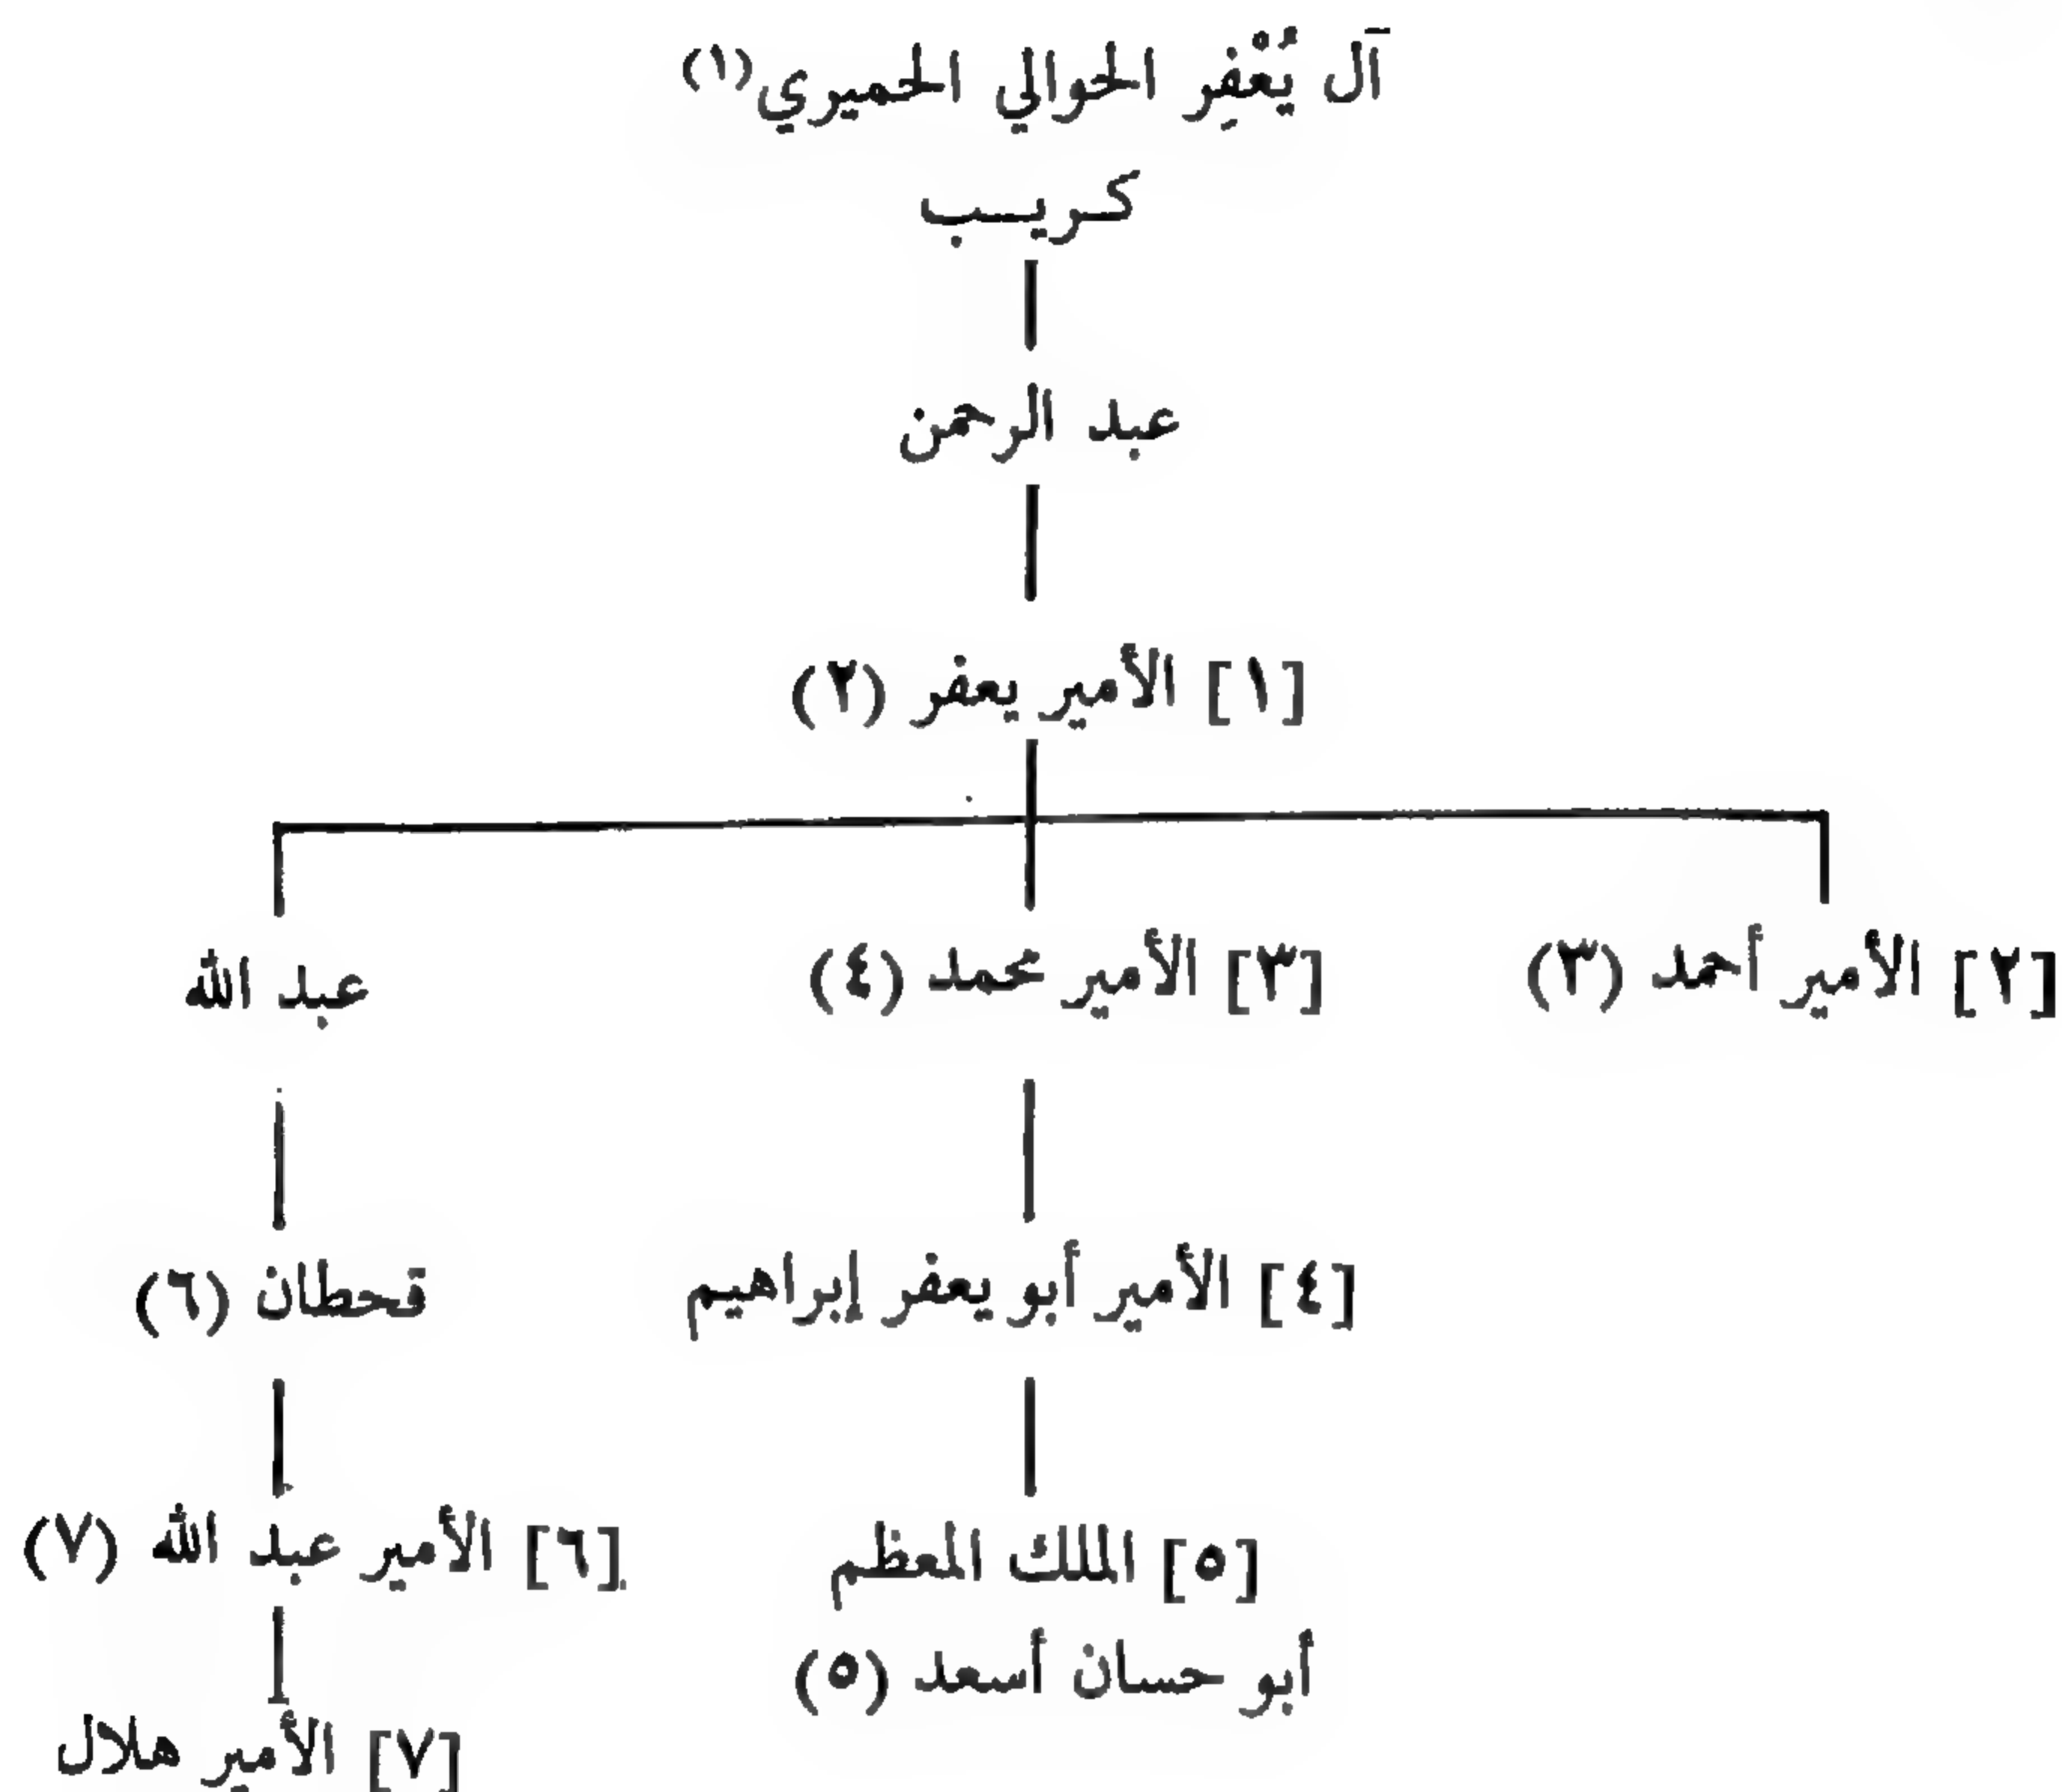 آل يُعْفِر الحوالي الحميري(١)
كريب
عبد الرحمن
[١] الأمير يعفر (٢)
[٢] الأمير أحمد (٣)
[٣] الأمير محمد (٤)
عبد الله
[٤] الأمير أبو يعفر إبراهيم
قحطان (٦)
[٥] الملك المعظم
أبو حسان أسعد (٥)
[٦] الأمير عبد الله (٧)
[٧] الأمير هلال